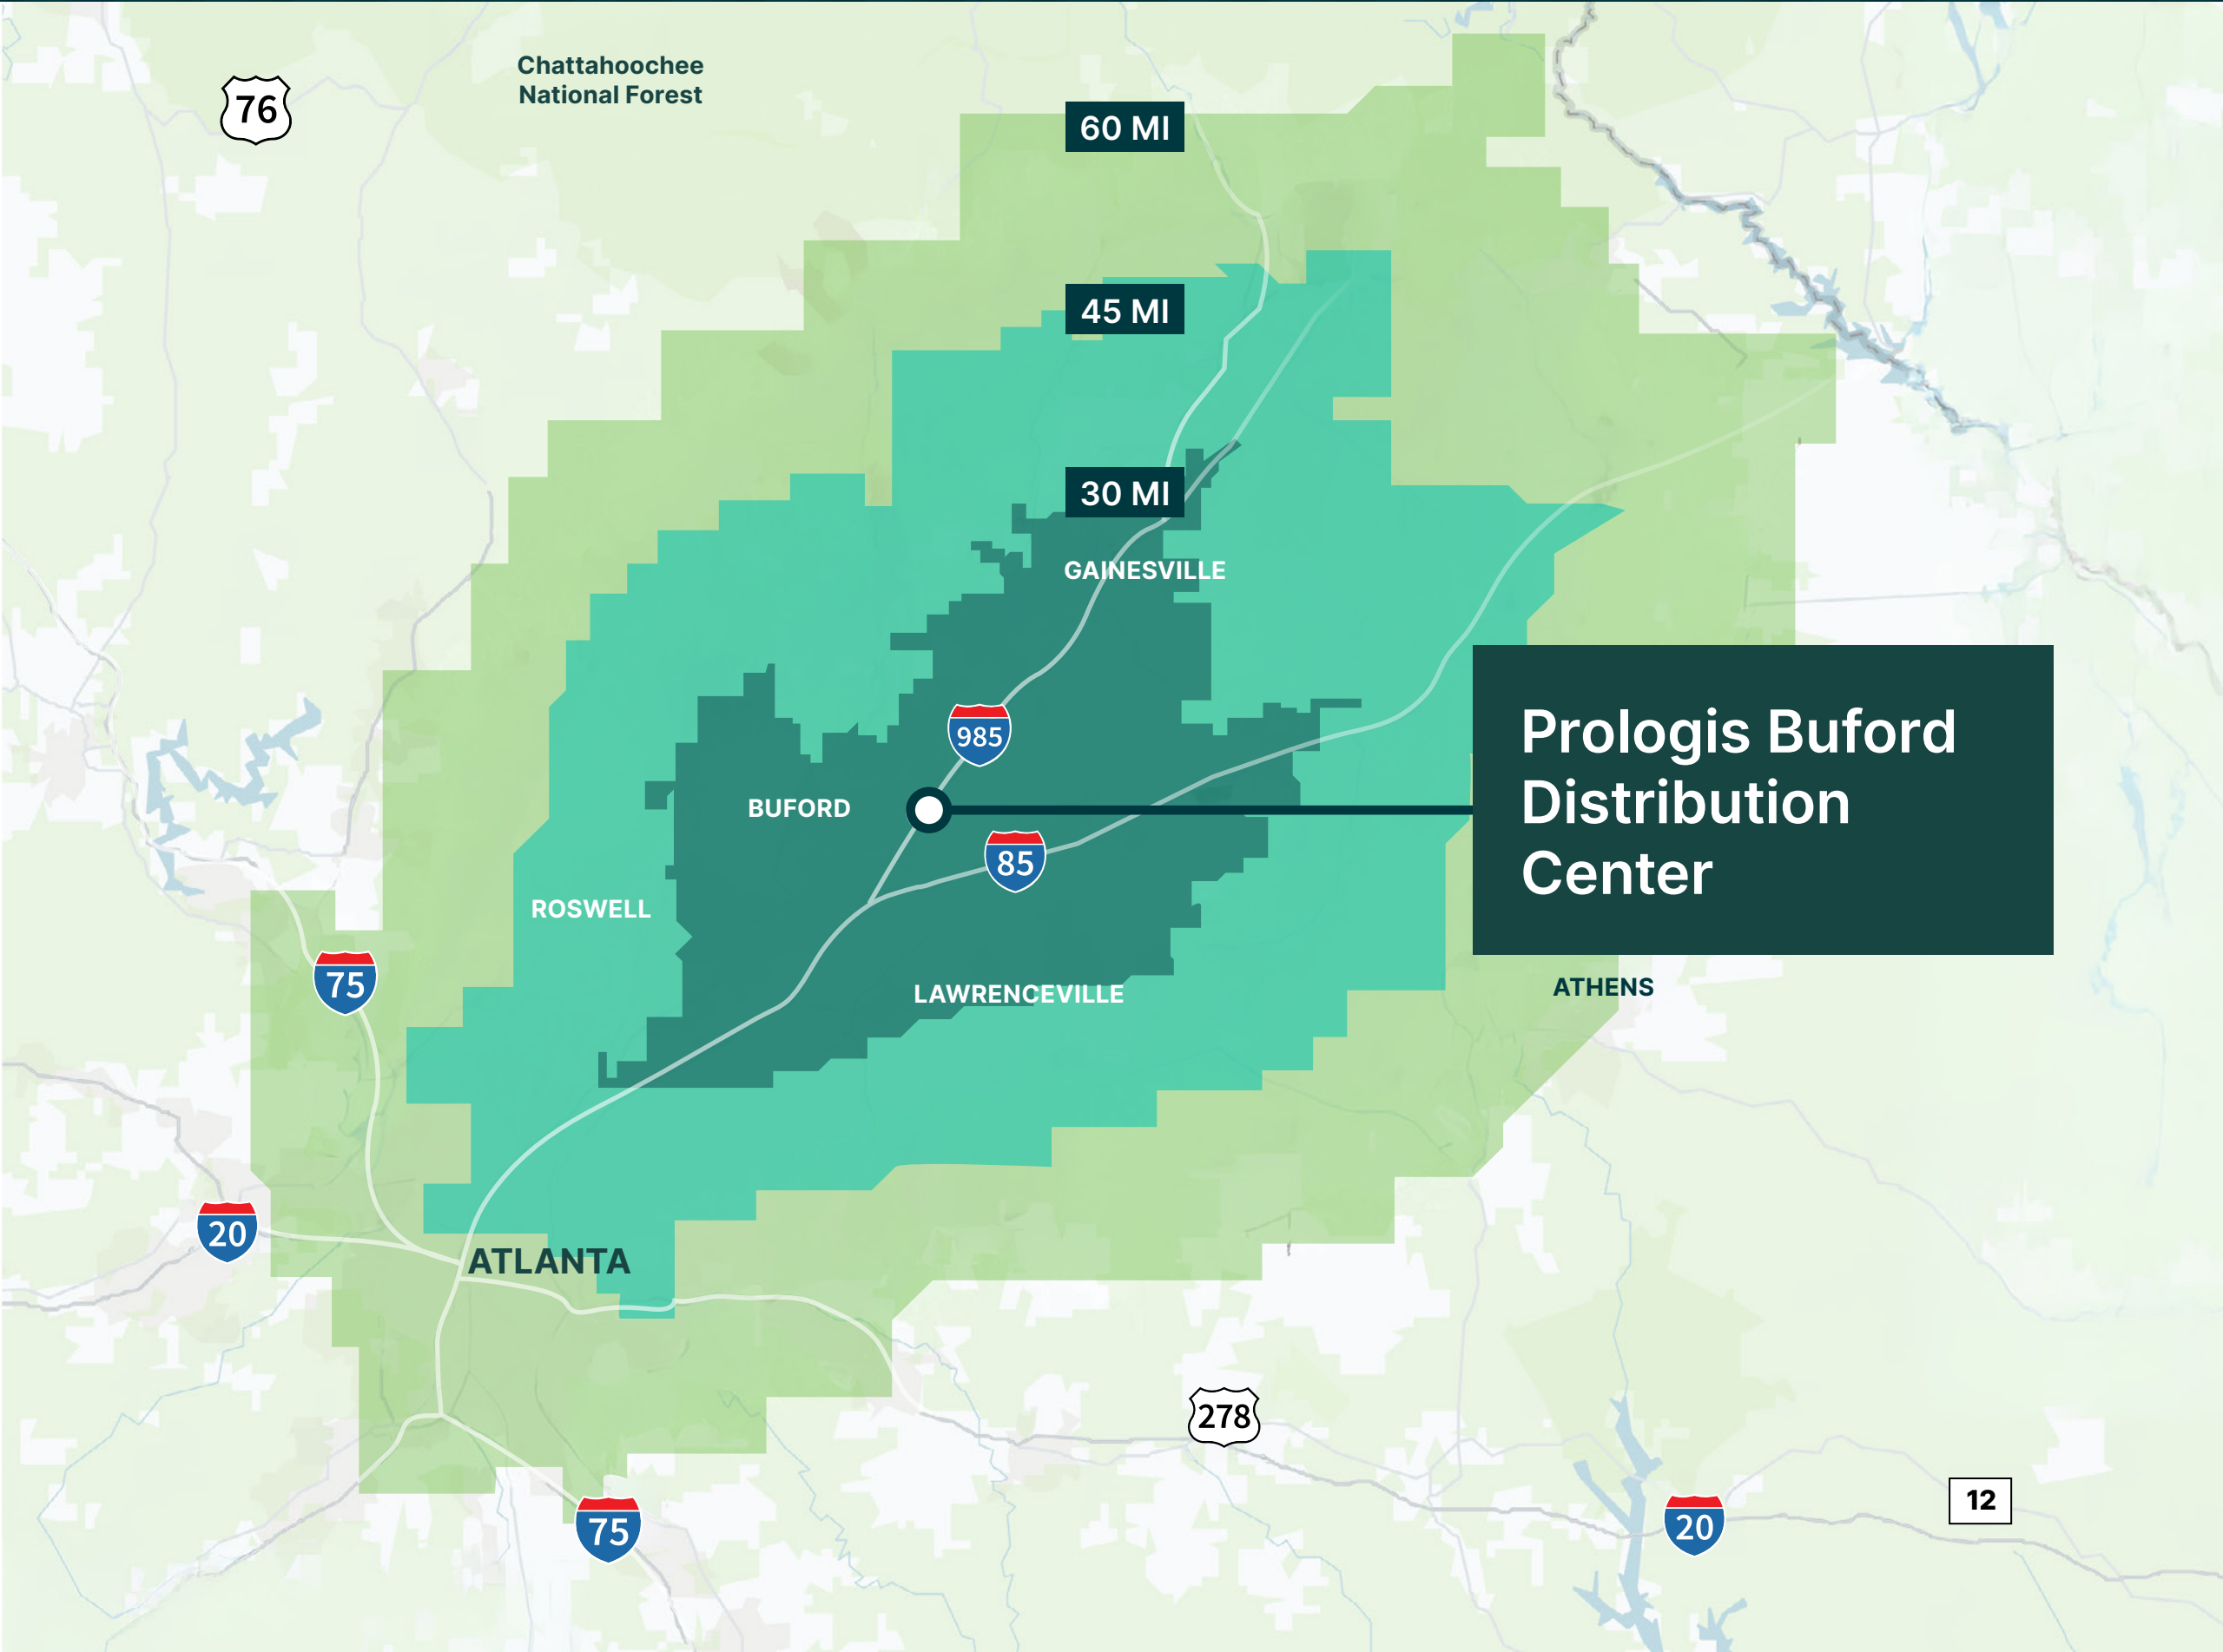 Chattahoochee
National Forest
76
60 MI
45 MI
30 MI
GAINESVILLE
985
BUFORD
Prologis Buford
Distribution
Center
85
ROSWELL
75
LAWRENCEVILLE
ATHENS
20
ATLANTA
278
12
75
20